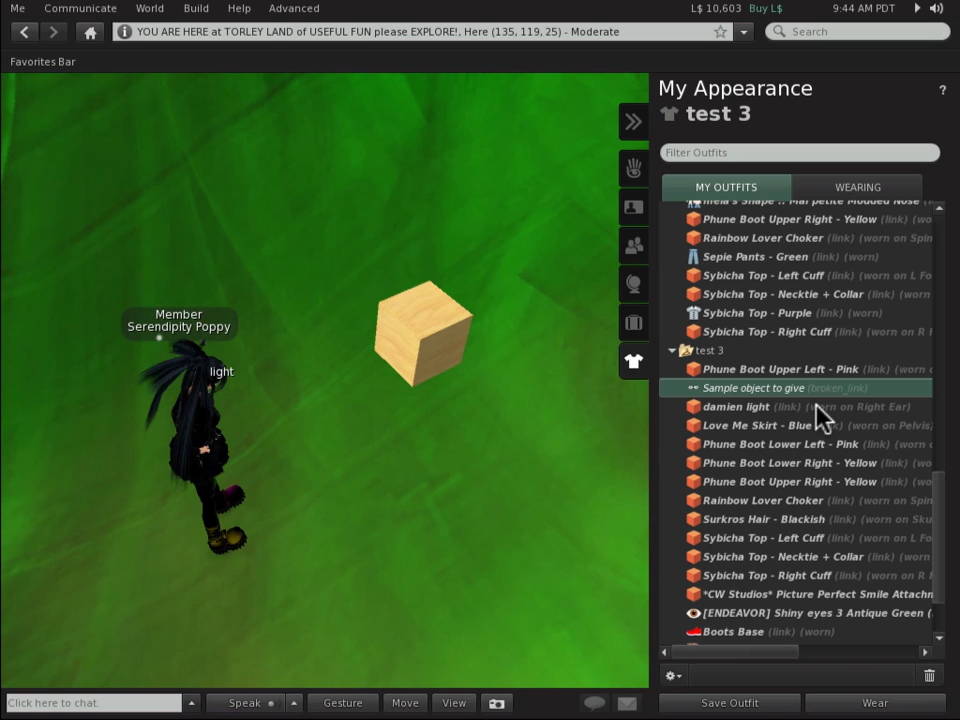 Me Communicate World Build Help Advanced L$ 10,603 Buy L$ 9:44 AM PDT
YOU ARE HERE at TORLEY LAND of USEFUL FUN please EXPLORE!, Here (135, 119, 25) - Moderate Search
Favorites Bar
My Appearance ?
test 3
Filter Outfits
MY OUTFITS WEARING
Phune Boot Upper Right - Yellow (link) (wo
Rainbow Lover Choker (link) (worn on Spin
Sepie Pants - Green (link) (worn)
Sybicha Top - Left Cuff (link) (worn on L Fo
Sybicha Top - Necktie + Collar (link) (worn
Sybicha Top - Purple (link) (worn)
Sybicha Top - Right Cuff (link) (worn on R
test 3
Phune Boot Upper Left - Pink (link) (worn
Sample object to give (broken_link)
damien light (link) (worn on Right Ear)
Love Me Skirt - Blue (worn on Pelvis)
Phune Boot Lower Left - Pink (link) (worn
Phune Boot Lower Right - Yellow (link) (wo
Phune Boot Upper Right - Yellow (link) (wo
Rainbow Lover Choker (link) (worn on Spin
Surkros Hair - Blackish (link) (worn on Sku
Sybicha Top - Left Cuff (link) (worn on L Fo
Sybicha Top - Necktie + Collar (link) (worn
Sybicha Top - Right Cuff (link) (worn on R
*CW Studios* Picture Perfect Smile Attachm
[ENDEAVOR] Shiny eyes 3 Antique Green (
Boots Base (link) (worn)
Member
Serendipity Poppy
light
Click here to chat. Speak Gesture Move View Save Outfit Wear